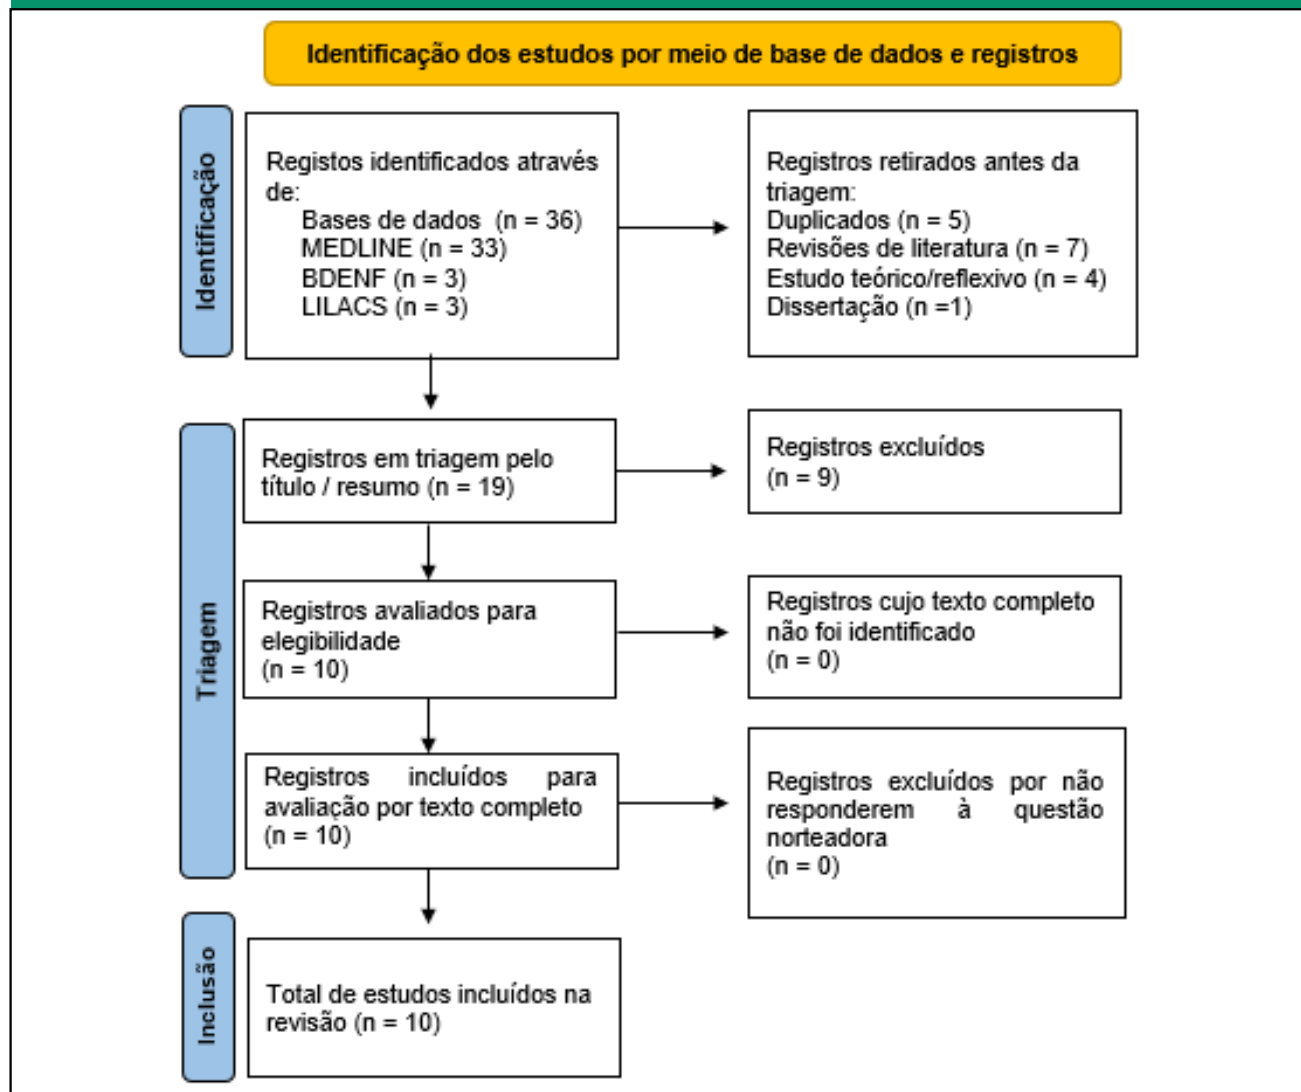 Identificação dos estudos por meio de base de dados e registros
Identificação
Registos identificados através
de:
Bases de dados (n = 36)
MEDLINE (n = 33)
BDENF (n = 3)
LILACS (n = 3)
Registros retirados antes da
triagem:
Duplicados (n = 5)
Revisões de literatura (n = 7)
Estudo teórico/reflexivo (n = 4)
Dissertação (n =1)
Triagem
Registros em triagem pelo
título / resumo (n = 19)
Registros excluídos
(n = 9)
Registros avaliados para
elegibilidade
(n = 10)
Registros cujo texto completo
não foi identificado
(n = 0)
Registros incluídos para
avaliação por texto completo
(n = 10)
Registros excluídos por não
responderem à questão
norteadora
(n = 0)
Inclusão
Total de estudos incluídos na
revisão (n = 10)